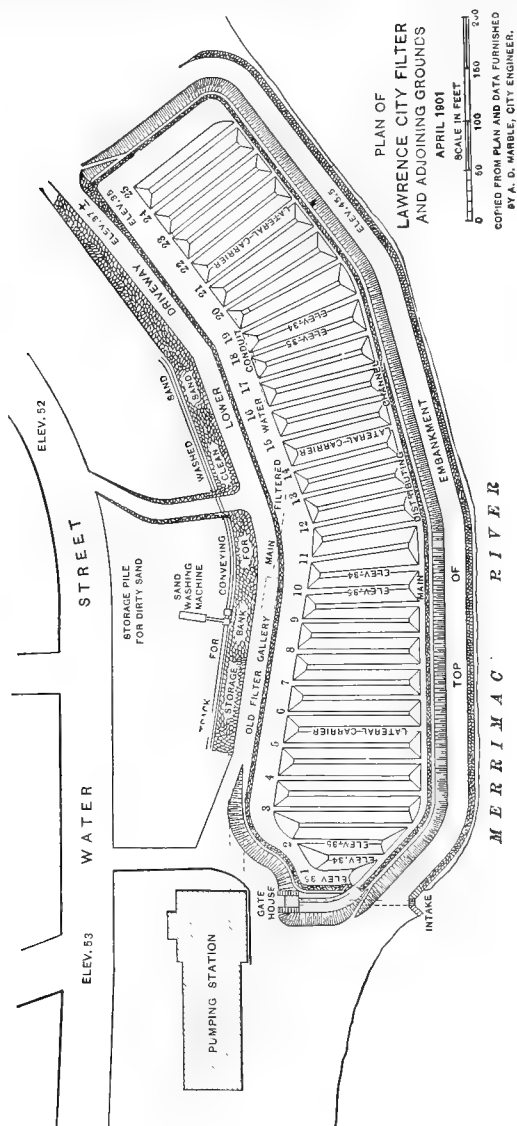 PLAN OF
LAWRENCE CITY FILTER
AND ADJOINING GROUNDS
APRIL 1901
SCALE IN FEET
0 50 100 150 200
COPIED FROM PLAN AND DATA FURNISHED
BY A. D. MARBLE, CITY ENGINEER.
WATER STREET
ELEV. 53
ELEV. 52
PUMPING STATION
STORAGE PILE
FOR DIRTY SAND
SAND
WASHING
MACHINE
TRACK FOR CONVEYING WASHED SAND
STORAGE BANK FOR CLEAN SAND
LOWER DRIVEWAY
ELEV. 37
ELEV. 35
OLD FILTER GALLERY
MAIN FILTERED WATER CONDUIT
GATE
HOUSE
INTAKE
1 2 3 4 5 6 7 8 9 10 11 12 13 14 15 16 17 18 19 20 21 22 23 24 25
ELEV. 35
ELEV. 34
ELEV. 35
LATERAL-CARRIER
ELEV. 35
ELEV. 34
LATERAL-CARRIER
ELEV. 35
ELEV. 34
LATERAL-CARRIER
MAIN DISTRIBUTING CHANNEL
TOP OF EMBANKMENT
ELEV. 45.5
MERRIMAC RIVER